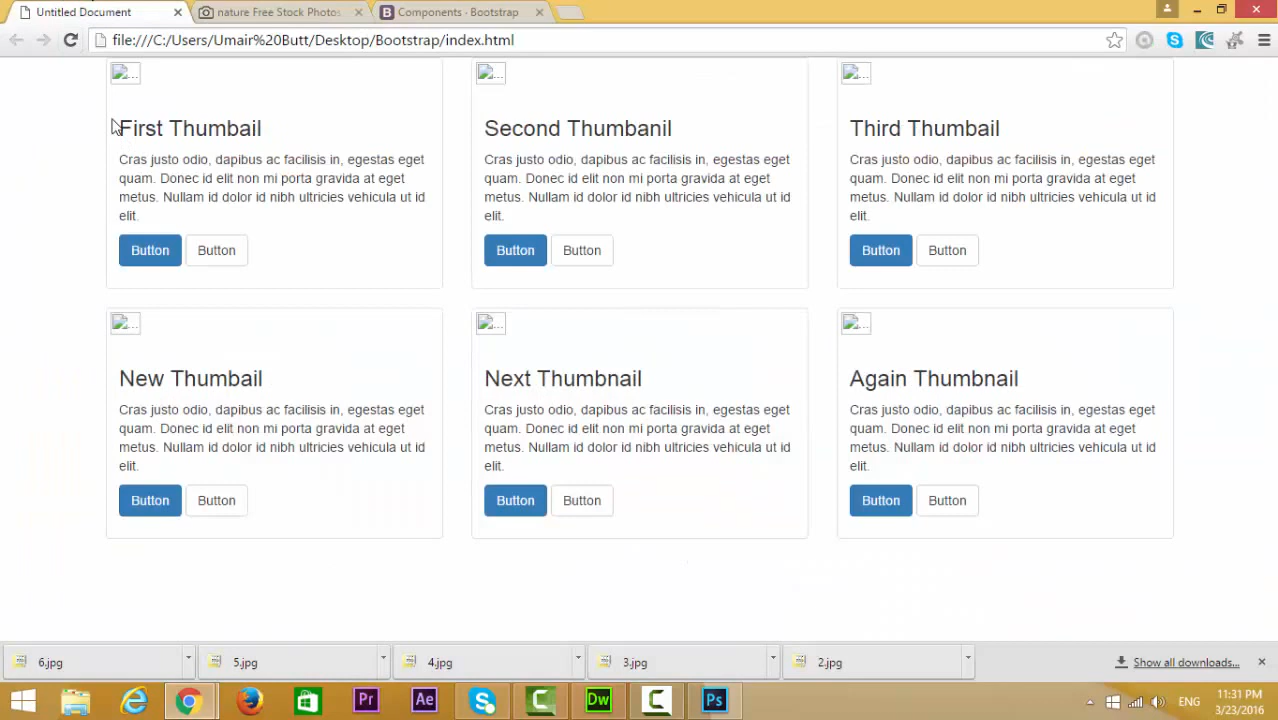 Untitled Document
nature Free Stock Photos
Components · Bootstrap
file:///C:/Users/Umair%20Butt/Desktop/Bootstrap/index.html
First Thumbail
Second Thumbanil
Third Thumbail
Cras justo odio, dapibus ac facilisis in, egestas eget
quam. Donec id elit non mi porta gravida at eget
metus. Nullam id dolor id nibh ultricies vehicula ut id
elit.
Cras justo odio, dapibus ac facilisis in, egestas eget
quam. Donec id elit non mi porta gravida at eget
metus. Nullam id dolor id nibh ultricies vehicula ut id
elit.
Cras justo odio, dapibus ac facilisis in, egestas eget
quam. Donec id elit non mi porta gravida at eget
metus. Nullam id dolor id nibh ultricies vehicula ut id
elit.
Button Button
Button Button
Button Button
New Thumbail
Next Thumbnail
Again Thumbnail
Cras justo odio, dapibus ac facilisis in, egestas eget
quam. Donec id elit non mi porta gravida at eget
metus. Nullam id dolor id nibh ultricies vehicula ut id
elit.
Cras justo odio, dapibus ac facilisis in, egestas eget
quam. Donec id elit non mi porta gravida at eget
metus. Nullam id dolor id nibh ultricies vehicula ut id
elit.
Cras justo odio, dapibus ac facilisis in, egestas eget
quam. Donec id elit non mi porta gravida at eget
metus. Nullam id dolor id nibh ultricies vehicula ut id
elit.
Button Button
Button Button
Button Button
6.jpg
5.jpg
4.jpg
3.jpg
2.jpg
Show all downloads...
Pr
Ae
Dw
Ps
ENG
11:31 PM
3/23/2016